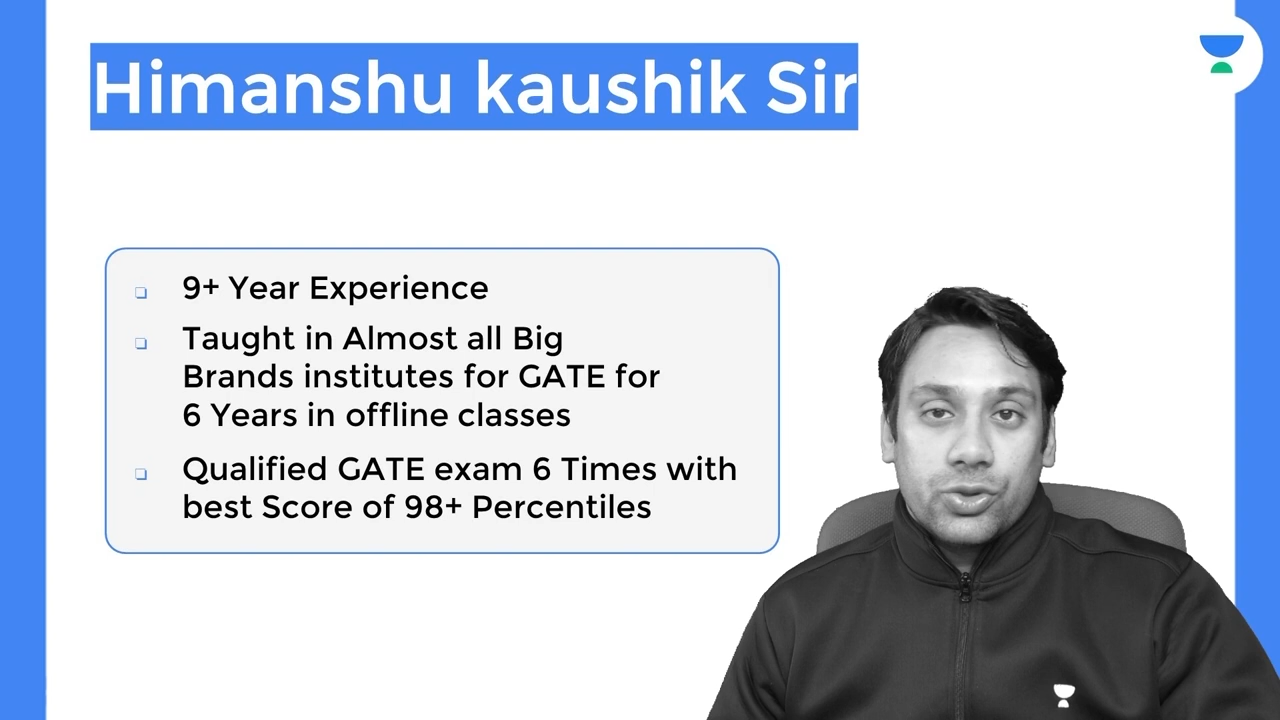 Himanshu kaushik Sir
9+ Year Experience
Taught in Almost all Big
Brands institutes for GATE for
6 Years in offline classes
Qualified GATE exam 6 Times with
best Score of 98+ Percentiles